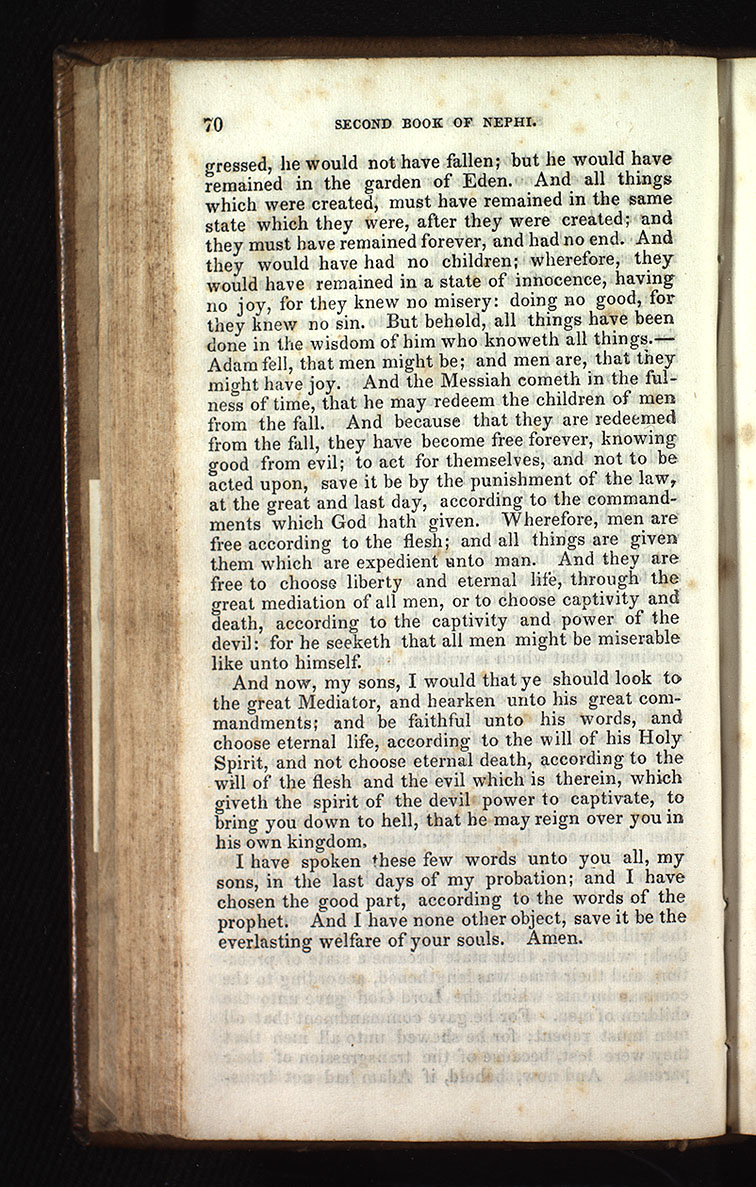 70 SECOND BOOK OF NEPHI.
gressed, he would not have fallen; but he would have
remained in the garden of Eden. And all things
which were created, must have remained in the same
state which they were, after they were created; and
they must have remained forever, and had no end. And
they would have had no children; wherefore, they
would have remained in a state of innocence, having
no joy, for they knew no misery: doing no good, for
they knew no sin. But behold, all things have been
done in the wisdom of him who knoweth all things.—
Adam fell, that men might be; and men are, that they
might have joy. And the Messiah cometh in the ful-
ness of time, that he may redeem the children of men
from the fall. And because that they are redeemed
from the fall, they have become free forever, knowing
good from evil; to act for themselves, and not to be
acted upon, save it be by the punishment of the law,
at the great and last day, according to the command-
ments which God hath given. Wherefore, men are
free according to the flesh; and all things are given
them which are expedient unto man. And they are
free to choose liberty and eternal life, through the
great mediation of all men, or to choose captivity and
death, according to the captivity and power of the
devil: for he seeketh that all men might be miserable
like unto himself.
And now, my sons, I would that ye should look to
the great Mediator, and hearken unto his great com-
mandments; and be faithful unto his words, and
choose eternal life, according to the will of his Holy
Spirit, and not choose eternal death, according to the
will of the flesh and the evil which is therein, which
giveth the spirit of the devil power to captivate, to
bring you down to hell, that he may reign over you in
his own kingdom.
I have spoken these few words unto you all, my
sons, in the last days of my probation; and I have
chosen the good part, according to the words of the
prophet. And I have none other object, save it be the
everlasting welfare of your souls. Amen.